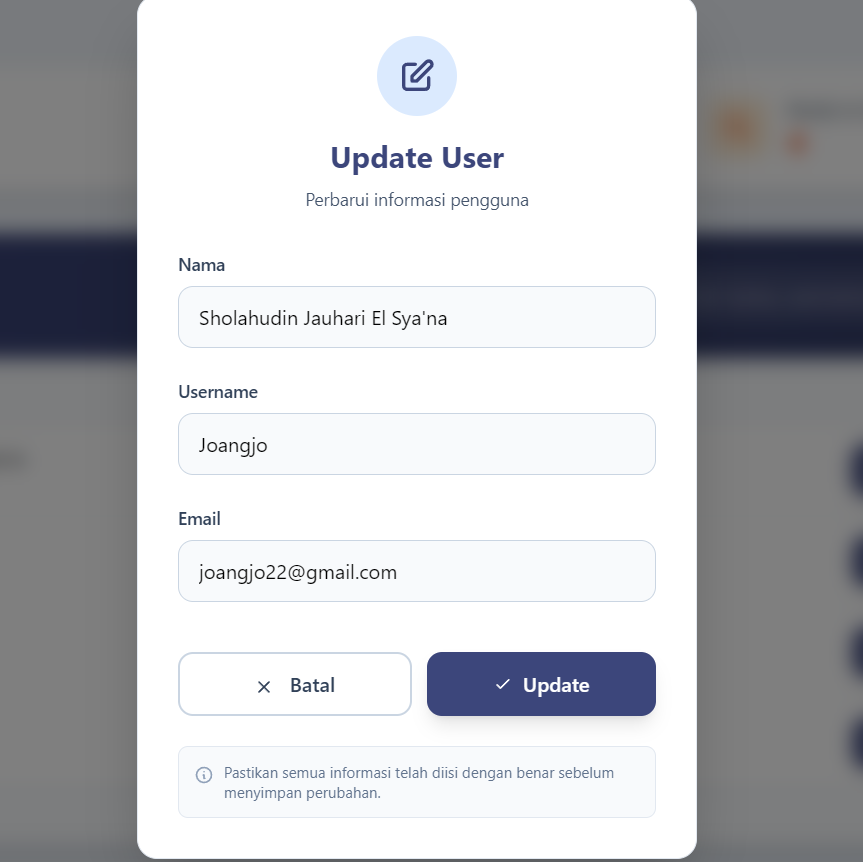 Update User
Perbarui informasi pengguna
Nama
Sholahudin Jauhari El Sya'na
Username
Joangjo
Email
joangjo22@gmail.com
Batal
Update
Pastikan semua informasi telah diisi dengan benar sebelum
menyimpan perubahan.